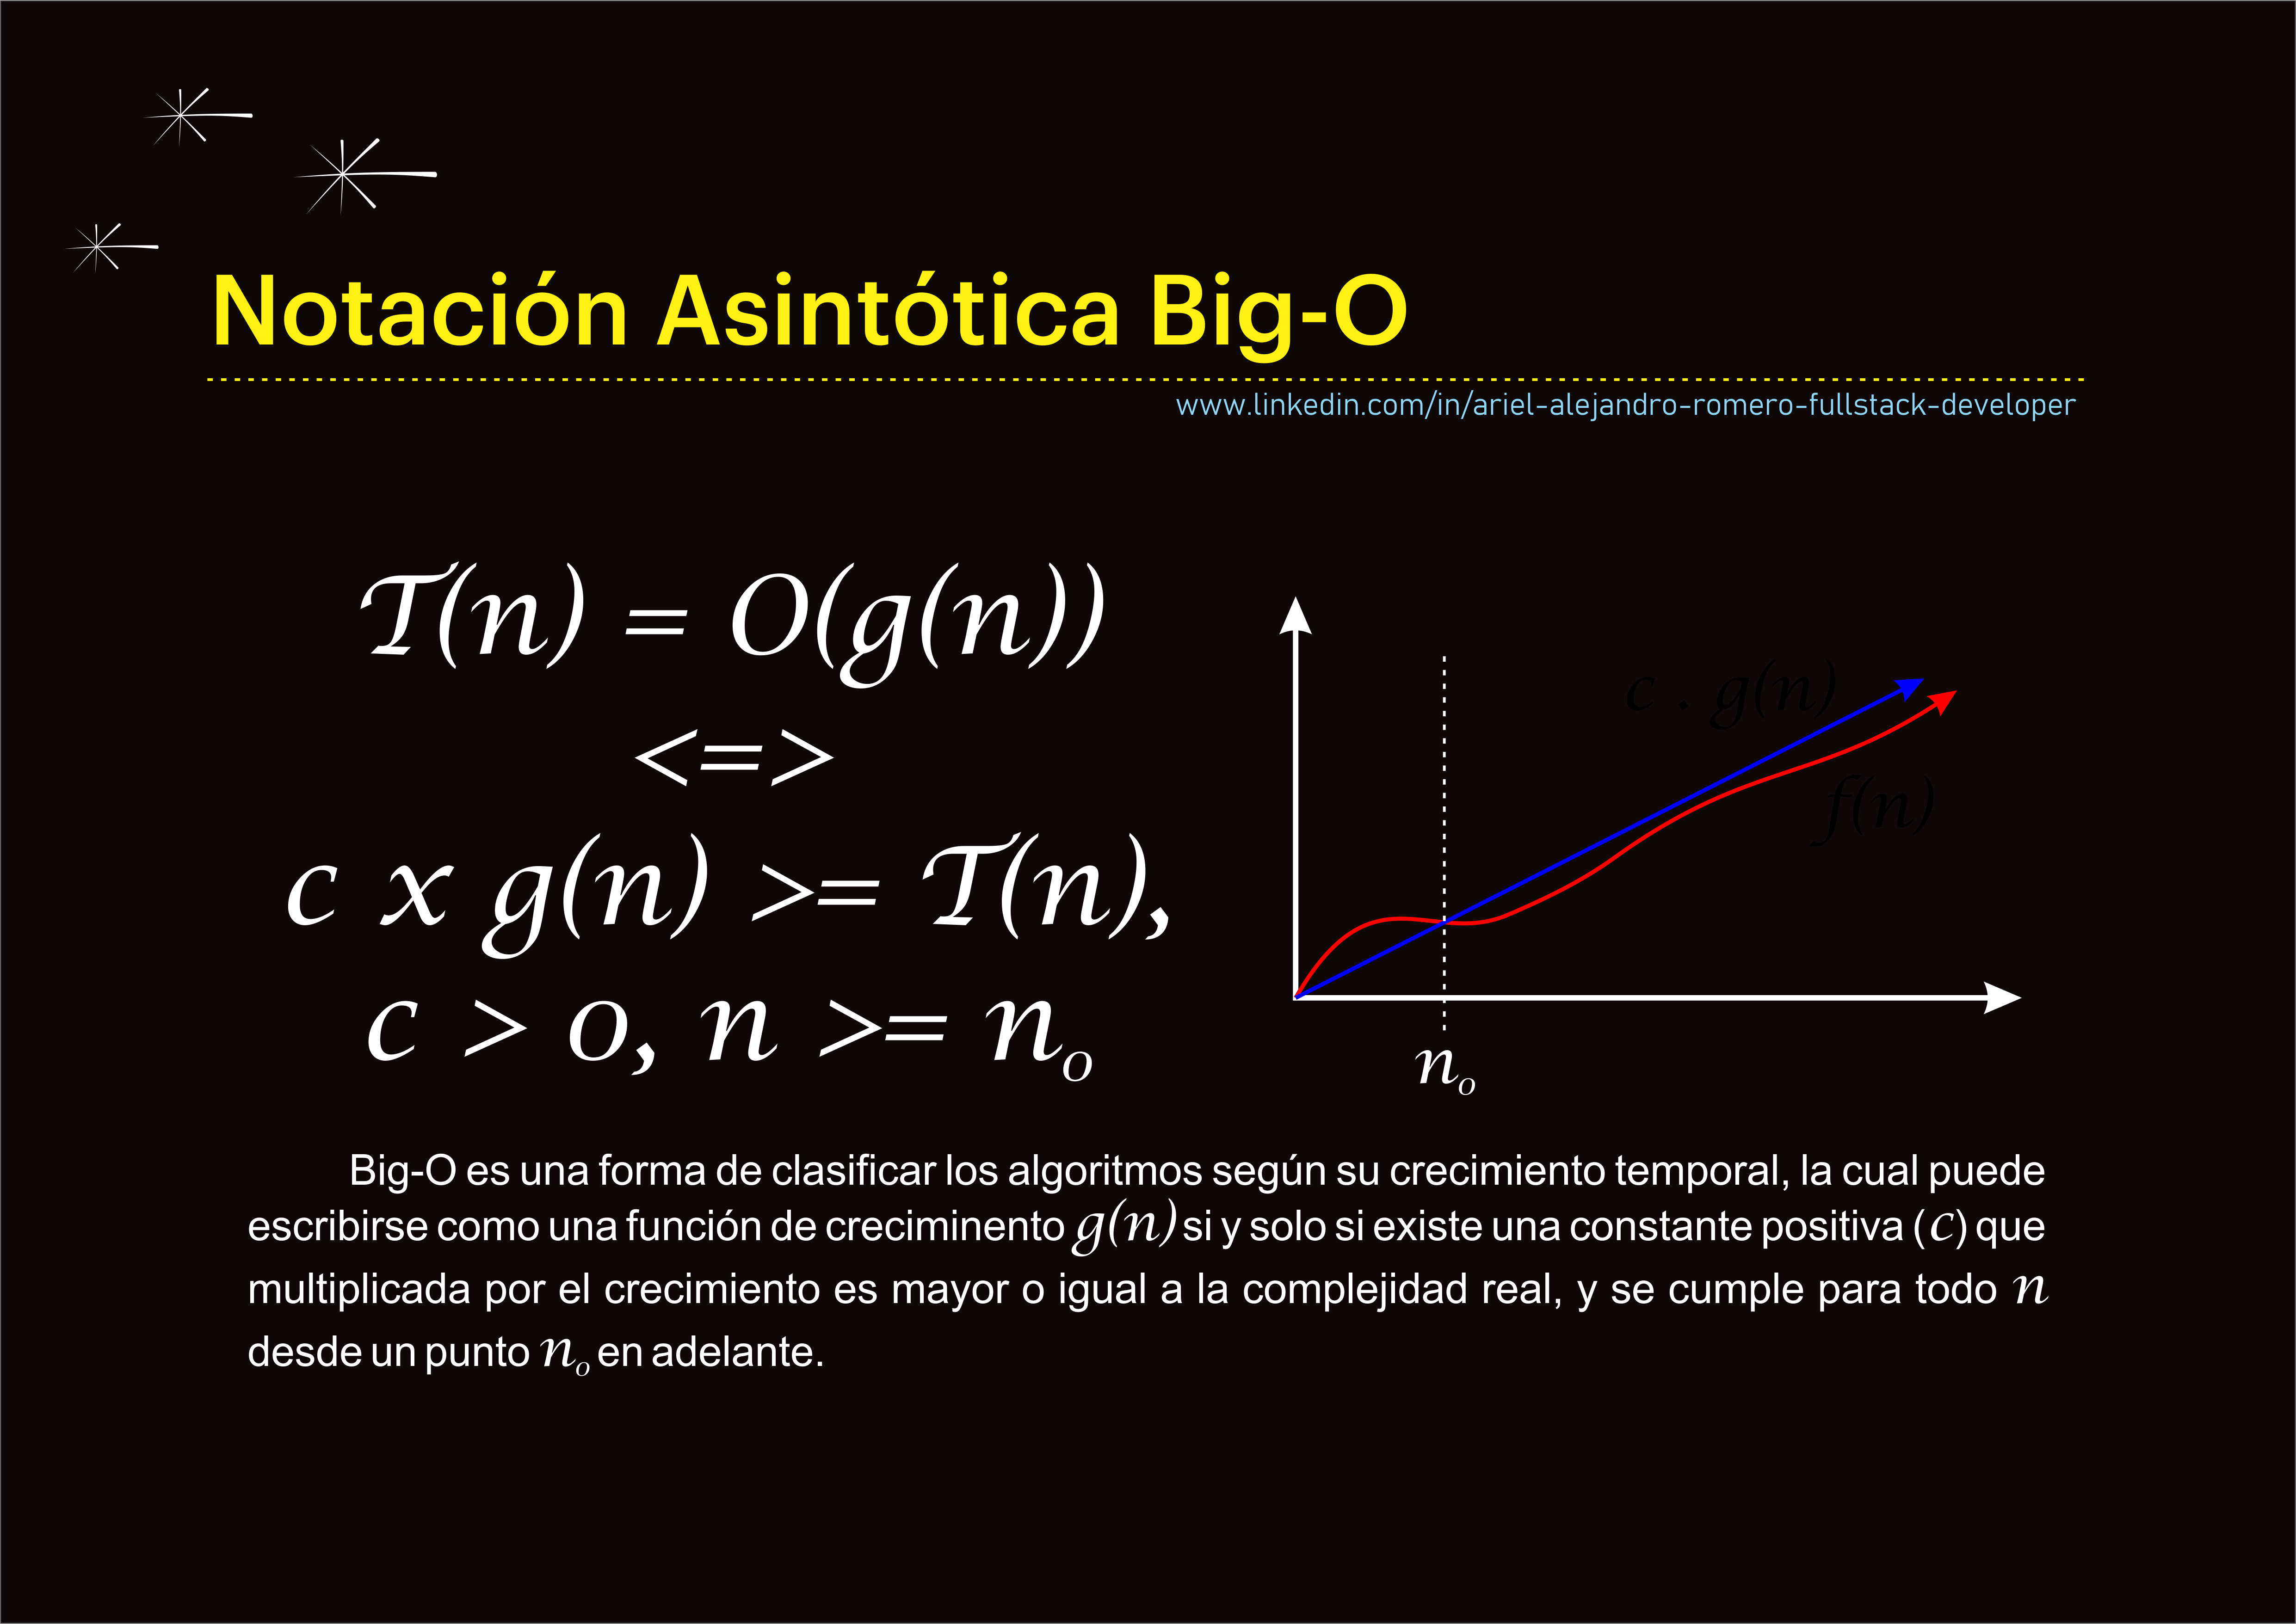 Notación Asintótica Big-O
www.linkedin.com/in/ariel-alejandro-romero-fullstack-developer
T(n) = O(g(n))
<=>
c x g(n) >= T(n),
c > 0, n >= n₀
c . g(n)
f(n)
n₀
Big-O es una forma de clasificar los algoritmos según su crecimiento temporal, la cual puede
escribirse como una función de creciminento g(n) si y solo si existe una constante positiva (c) que
multiplicada por el crecimiento es mayor o igual a la complejidad real, y se cumple para todo n
desde un punto n₀ en adelante.